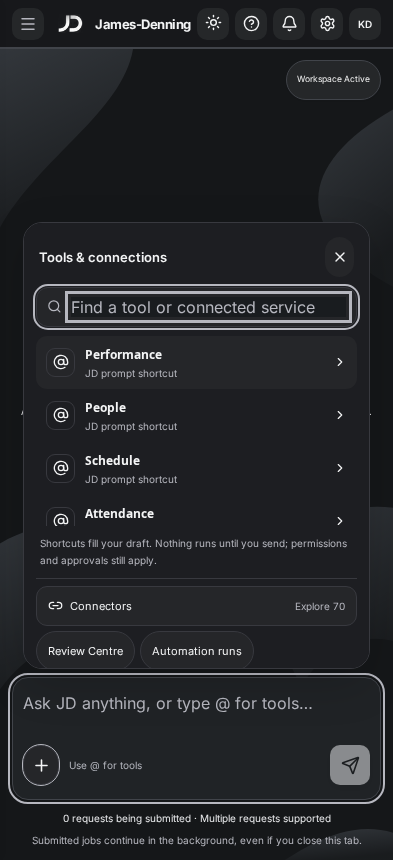 JD James-Denning KD
Workspace Active
Tools & connections
Find a tool or connected service
Performance
JD prompt shortcut
People
JD prompt shortcut
Schedule
JD prompt shortcut
Attendance
Shortcuts fill your draft. Nothing runs until you send; permissions
and approvals still apply.
Connectors Explore 70
Review Centre Automation runs
Ask JD anything, or type @ for tools...
Use @ for tools
0 requests being submitted · Multiple requests supported
Submitted jobs continue in the background, even if you close this tab.